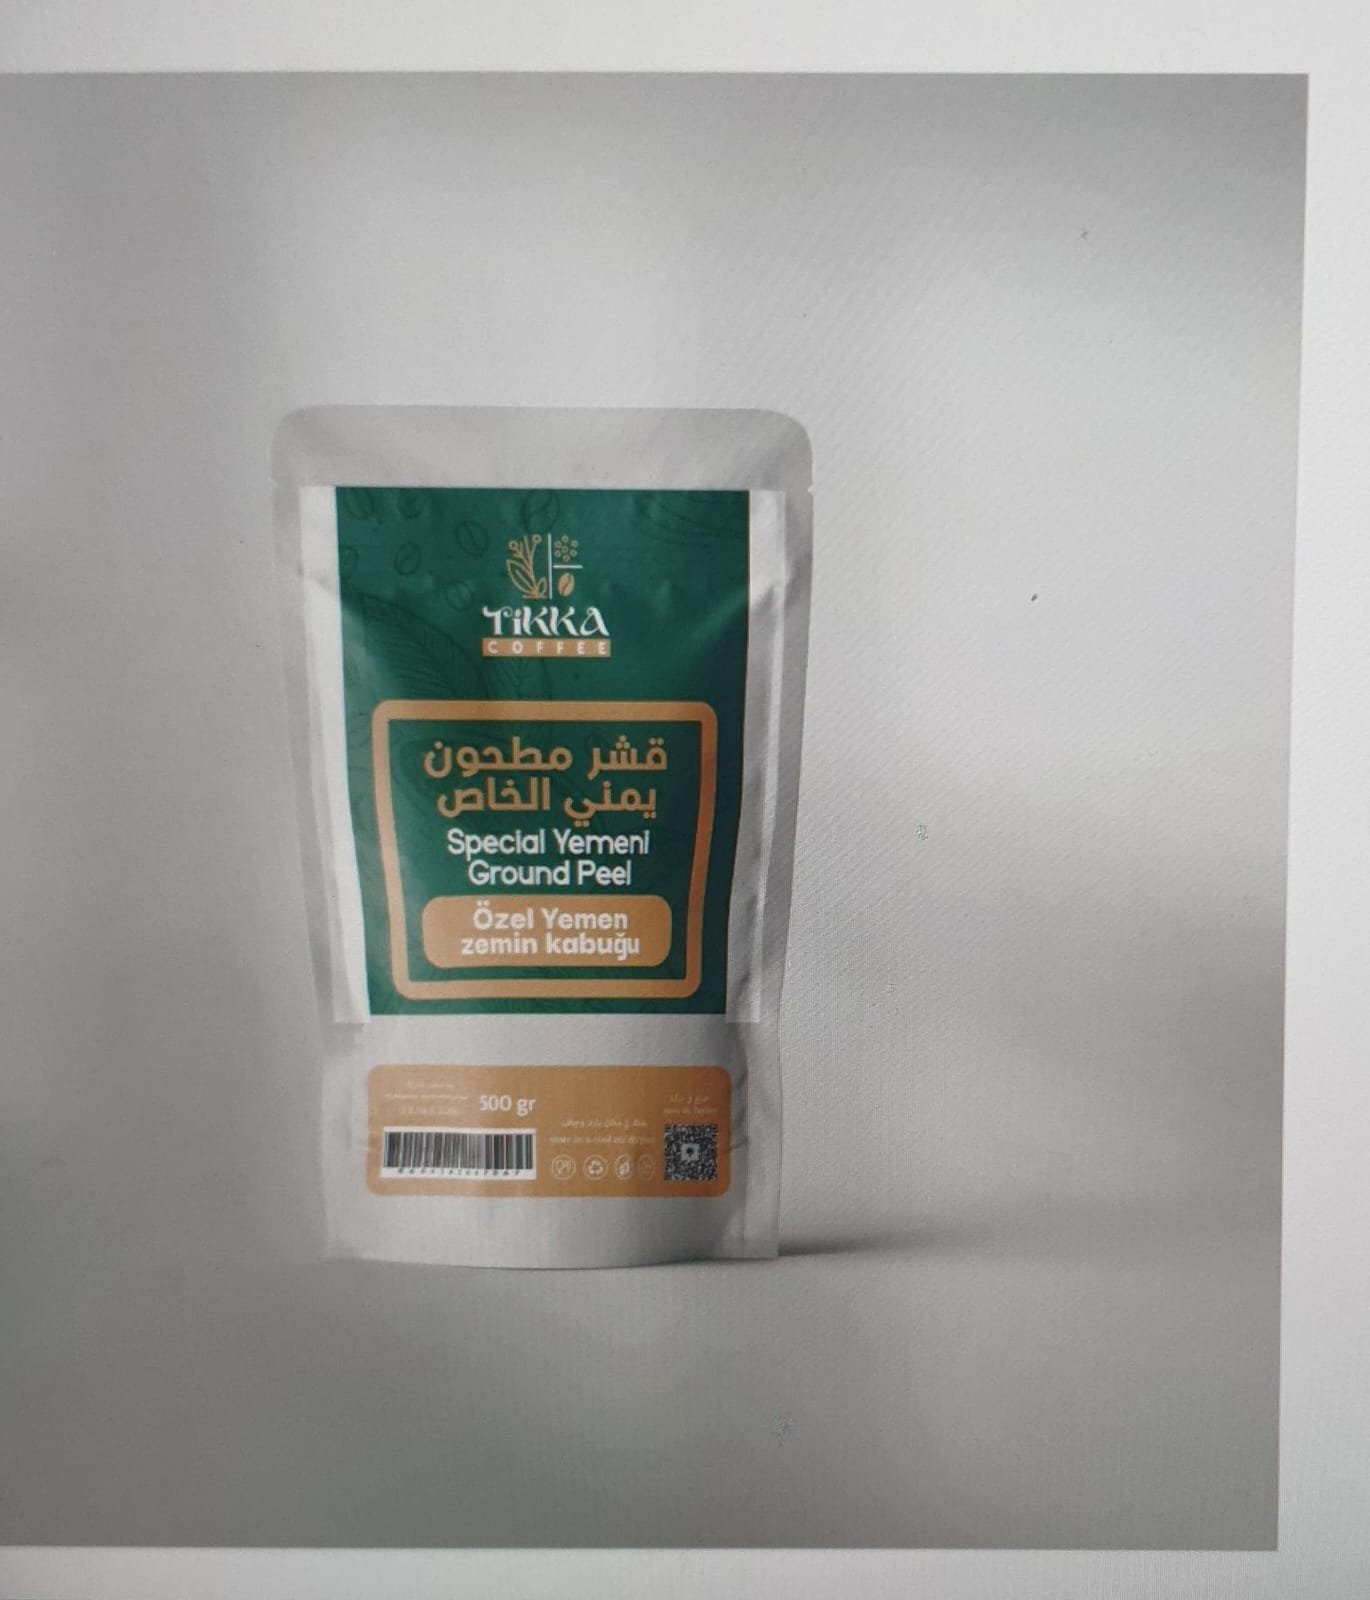 TiKKA
COFFEE
قشر مطحون
يمني الخاص
Special Yemeni
Ground Peel
Özel Yemen
zemin kabuğu
500 gr